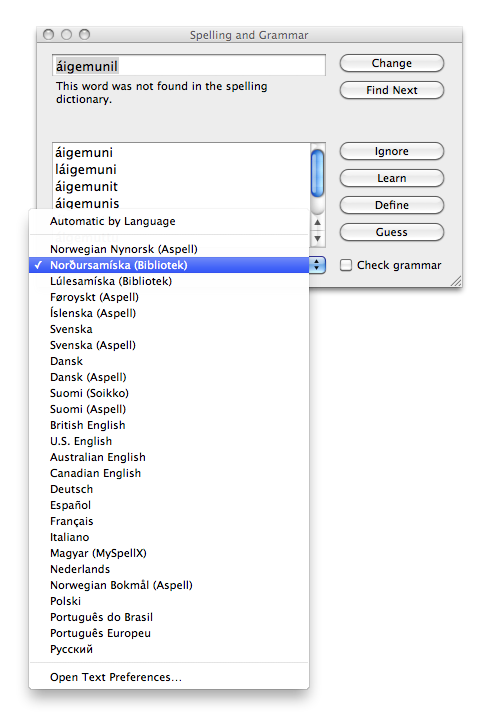 Spelling and Grammar
áigemunil
Change
This word was not found in the spelling
dictionary.
Find Next
áigemuni
láigemuni
áigemunit
áigemunis
Ignore
Learn
Define
Guess
Check grammar
Automatic by Language
Norwegian Nynorsk (Aspell)
✓ Norðursamíska (Bibliotek)
Lúlesamíska (Bibliotek)
Føroyskt (Aspell)
Íslenska (Aspell)
Svenska
Svenska (Aspell)
Dansk
Dansk (Aspell)
Suomi (Soikko)
Suomi (Aspell)
British English
U.S. English
Australian English
Canadian English
Deutsch
Español
Français
Italiano
Magyar (MySpellX)
Nederlands
Norwegian Bokmål (Aspell)
Polski
Português do Brasil
Português Europeu
Русский
Open Text Preferences…